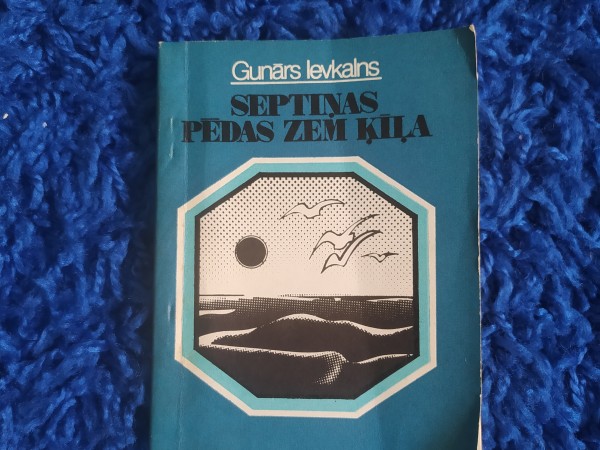 Gunārs Ievkalns
SEPTIŅAS
PĒDAS ZEM ĶĪĻA